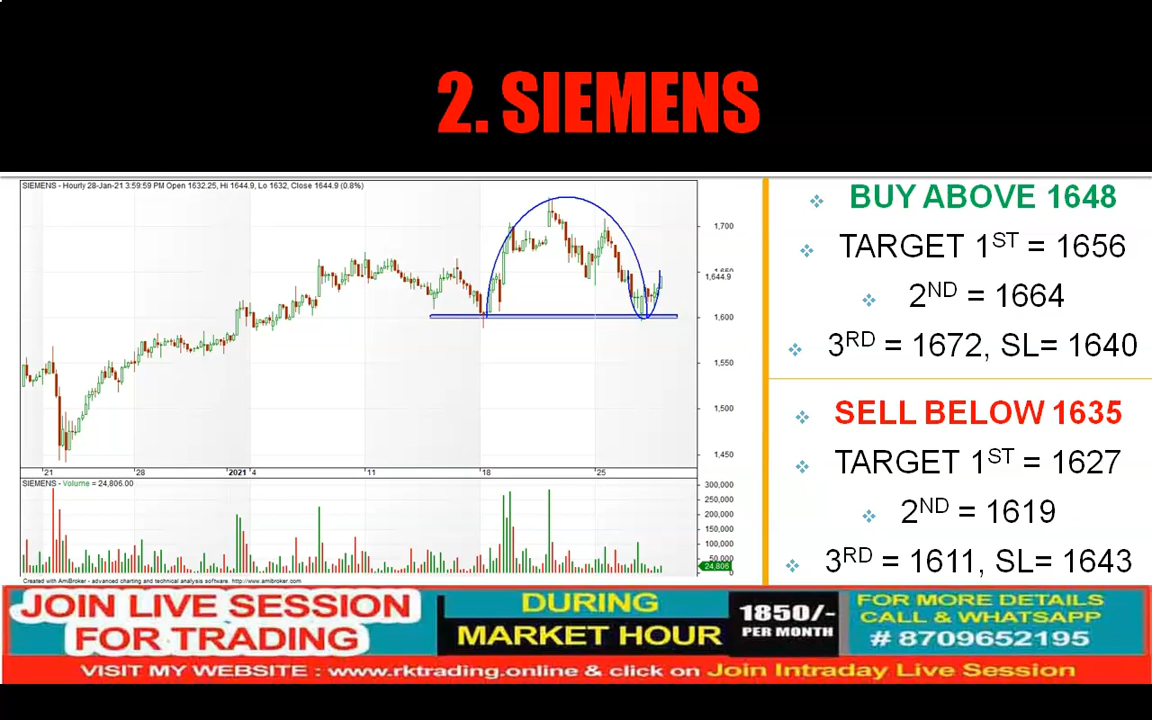 2. SIEMENS
SIEMENS - Hourly 28-Jan-21 3:59:59 PM Open 1632.25, Hi 1644.9, Lo 1632, Close 1644.9 (0.8%)
1,700
1,650
1,644.9
1,600
1,550
1,500
1,450
21 28 2021 4 11 18 25
SIEMENS - Volume = 24,806.00
300,000
250,000
200,000
150,000
100,000
50,000
24,806
0
Created with AmiBroker - advanced charting and technical analysis software. http://www.amibroker.com
BUY ABOVE 1648
TARGET 1ST = 1656
2ND = 1664
3RD = 1672, SL= 1640
SELL BELOW 1635
TARGET 1ST = 1627
2ND = 1619
3RD = 1611, SL= 1643
JOIN LIVE SESSION
FOR TRADING
DURING
MARKET HOUR
1850/-
PER MONTH
FOR MORE DETAILS
CALL & WHATSAPP
# 8709652195
VISIT MY WEBSITE : www.rktrading.online & click on Join Intraday Live Session